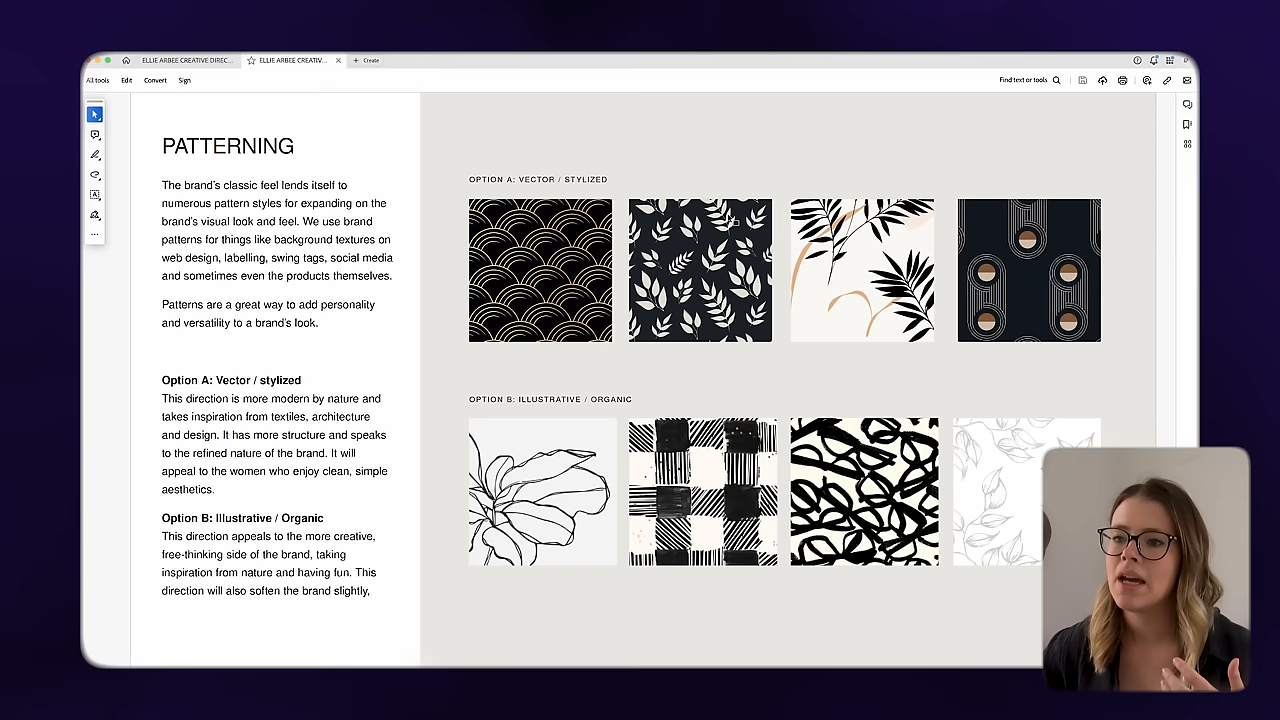 ELLIE ARBEE CREATIVE DIREC...
ELLIE ARBEE CREATIV...
Create
All tools
Edit
Convert
Sign
Find text or tools
PATTERNING
The brand's classic feel lends itself to
numerous pattern styles for expanding on the
brand's visual look and feel. We use brand
patterns for things like background textures on
web design, labelling, swing tags, social media
and sometimes even the products themselves.
Patterns are a great way to add personality
and versatility to a brand's look.
Option A: Vector / stylized
This direction is more modern by nature and
takes inspiration from textiles, architecture
and design. It has more structure and speaks
to the refined nature of the brand. It will
appeal to the women who enjoy clean, simple
aesthetics.
Option B: Illustrative / Organic
This direction appeals to the more creative,
free-thinking side of the brand, taking
inspiration from nature and having fun. This
direction will also soften the brand slightly,
OPTION A: VECTOR / STYLIZED
OPTION B: ILLUSTRATIVE / ORGANIC